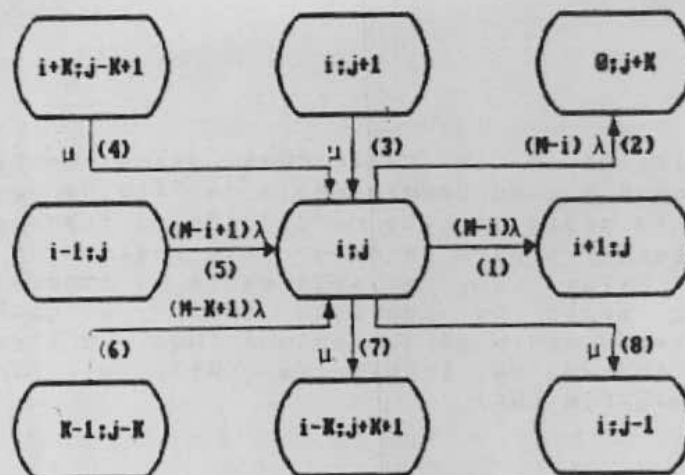 i+K;j-K+1
i;j+1
0;j+K
μ (4)
μ (3)
(M-i) λ (2)
i-1;j
(M-i+1)λ
(5)
i;j
(M-i)λ
(1)
i+1;j
(M-K+1)λ
(6)
μ (7)
μ (8)
K-1;j-K
i-K;j+K+1
i;j-1